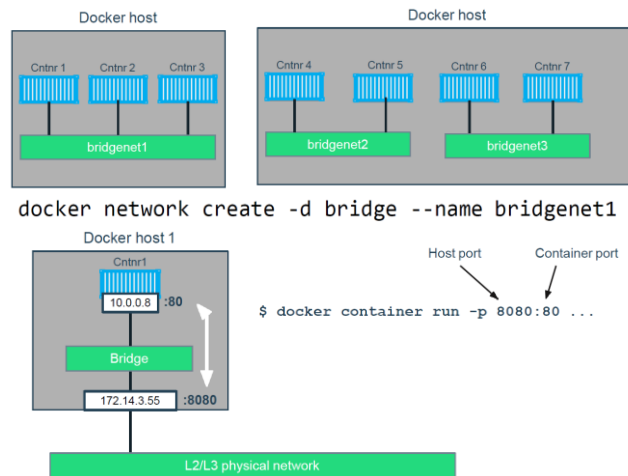 Docker host
Cntnr 1 Cntnr 2 Cntnr 3
bridgenet1
Docker host
Cntnr 4 Cntnr 5 Cntnr 6 Cntnr 7
bridgenet2 bridgenet3
docker network create -d bridge --name bridgenet1
Docker host 1
Cntnr1
10.0.0.8 :80
Bridge
172.14.3.55 :8080
L2/L3 physical network
Host port Container port
$ docker container run -p 8080:80 ...